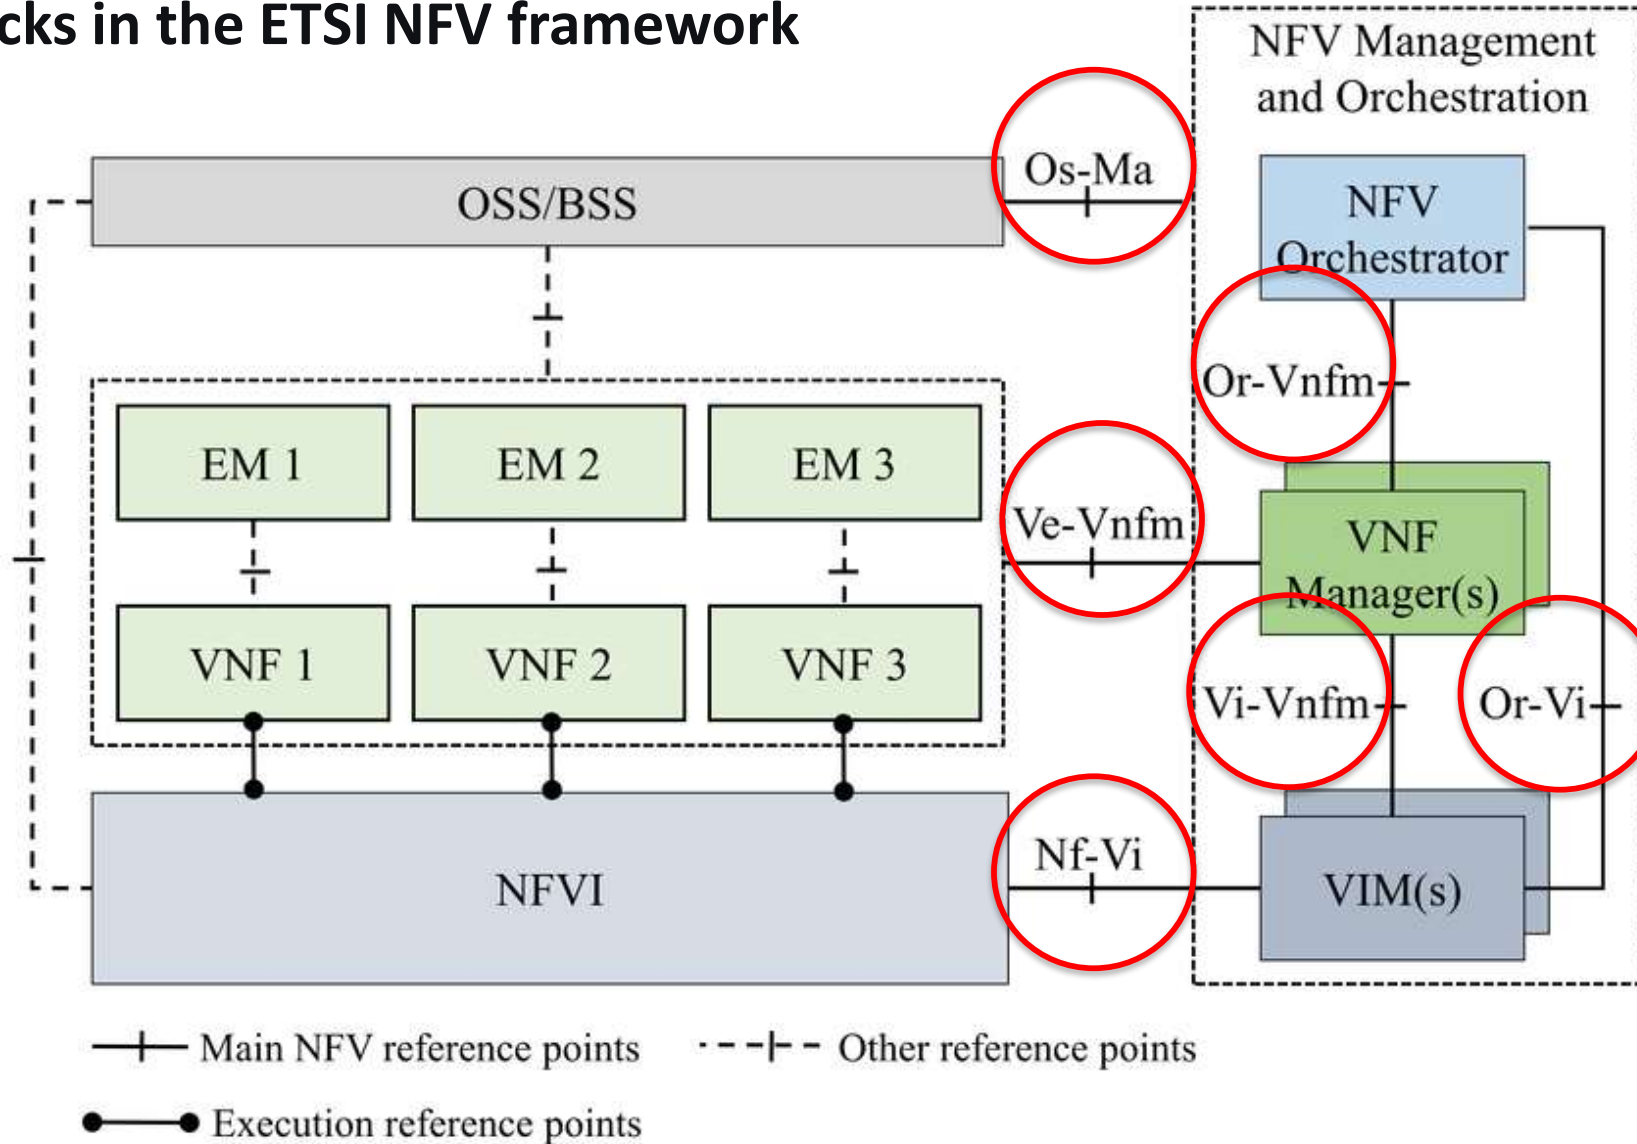 cks in the ETSI NFV framework
NFV Management
and Orchestration
Os-Ma
OSS/BSS
NFV
Orchestrator
Or-Vnfm
EM 1
EM 2
EM 3
Ve-Vnfm
VNF
Manager(s)
VNF 1
VNF 2
VNF 3
Vi-Vnfm
Or-Vi
Nf-Vi
NFVI
VIM(s)
Main NFV reference points
Other reference points
Execution reference points